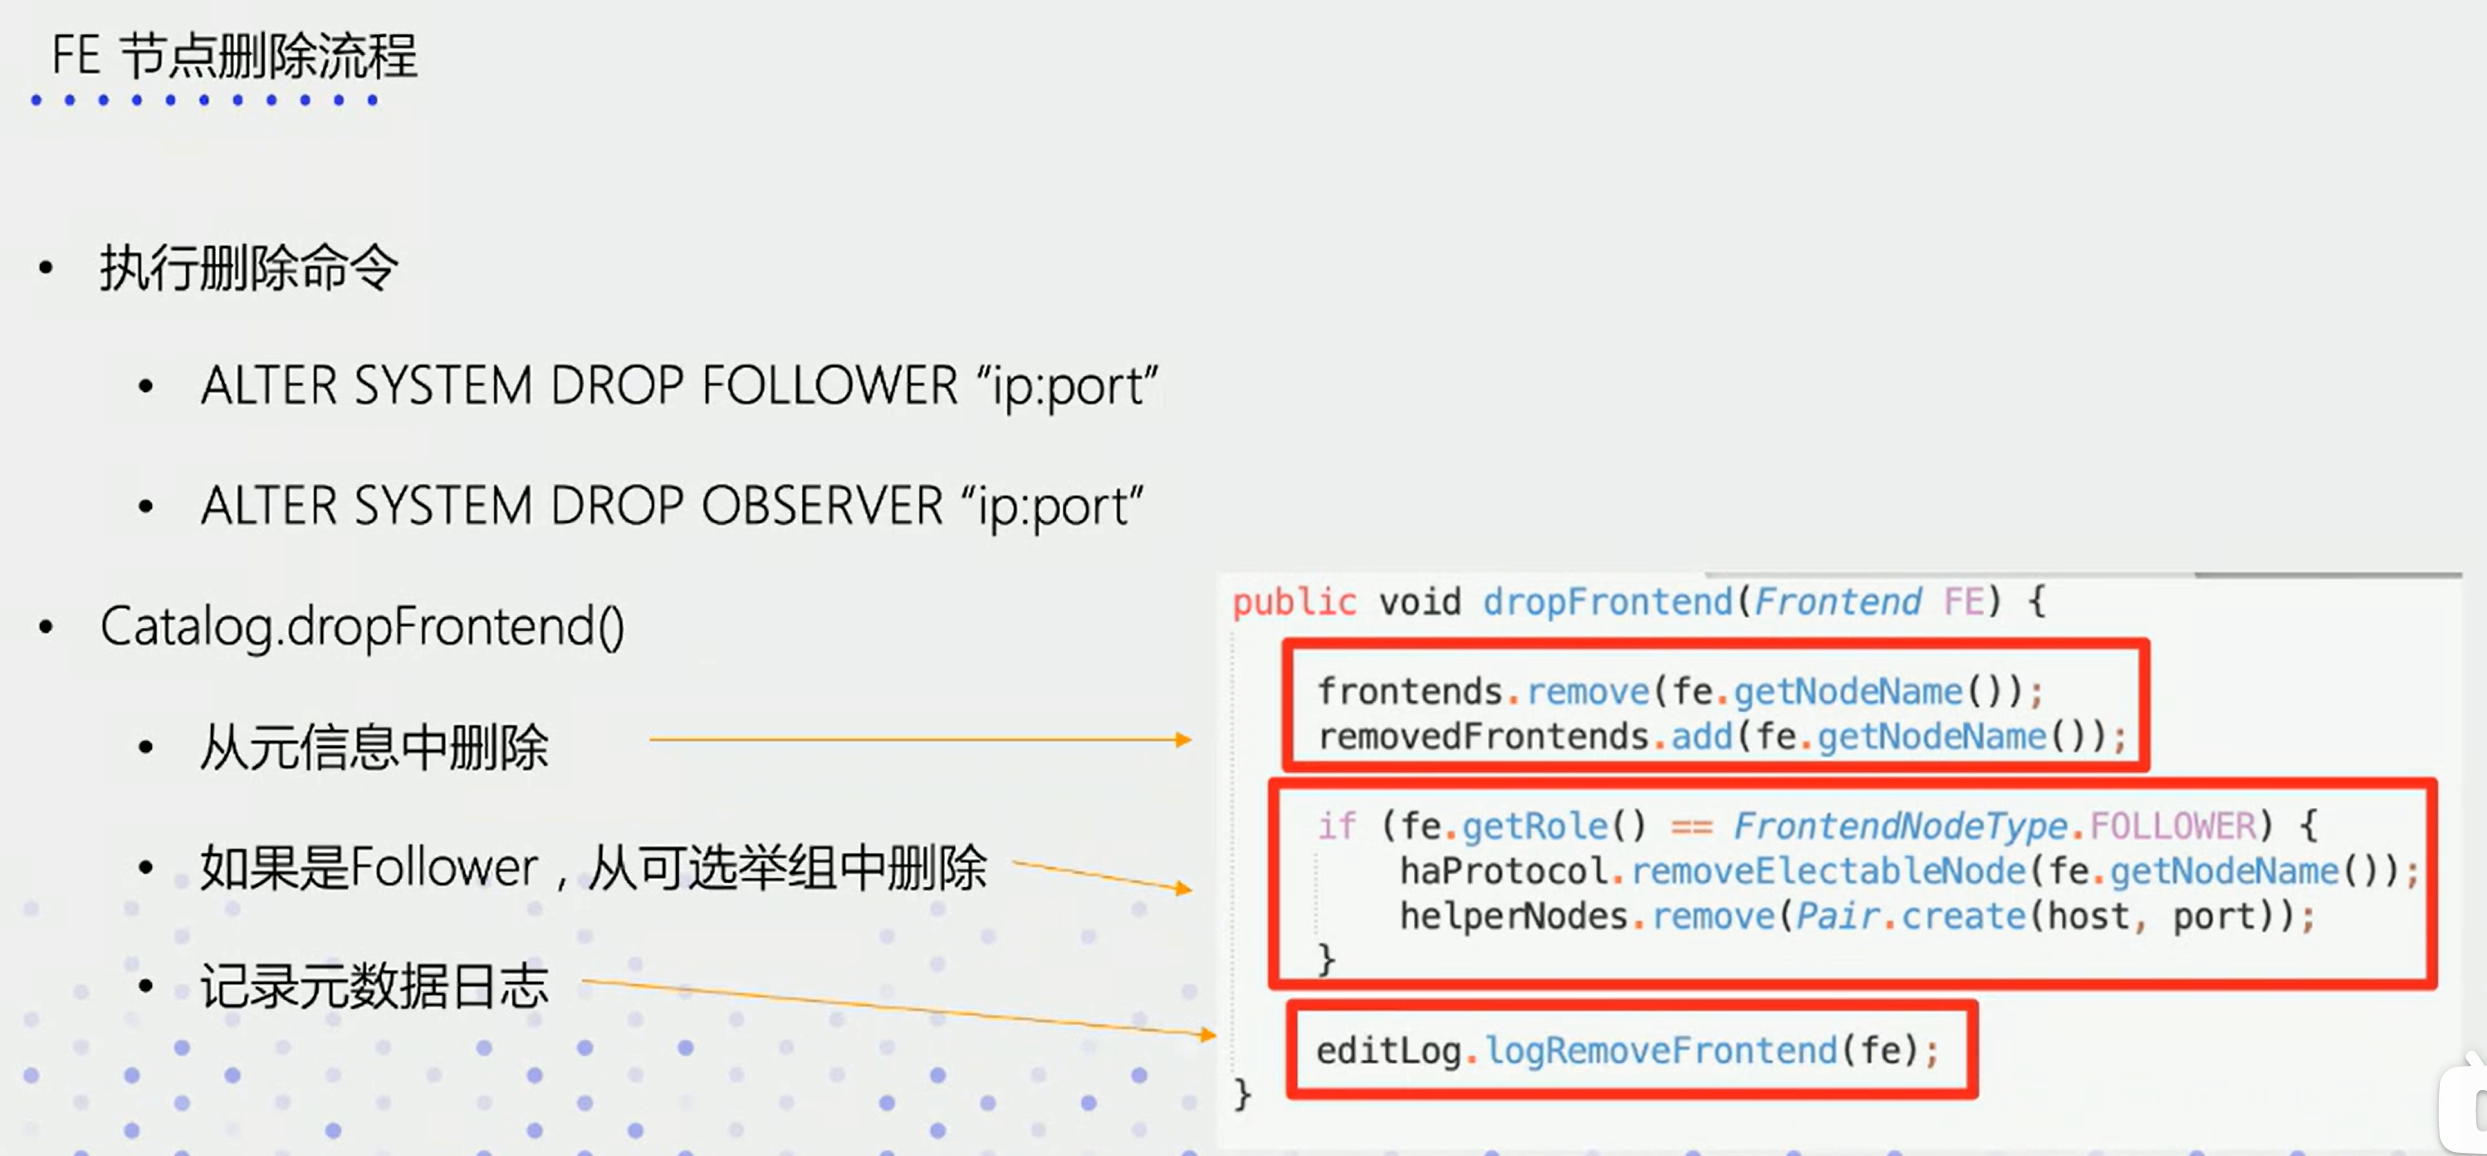 FE 节点删除流程
• 执行删除命令
• ALTER SYSTEM DROP FOLLOWER “ip:port”
• ALTER SYSTEM DROP OBSERVER “ip:port”
• Catalog.dropFrontend()
• 从元信息中删除
• 如果是Follower，从可选举组中删除
• 记录元数据日志
public void dropFrontend(Frontend FE) {
frontends.remove(fe.getNodeName());
removedFrontends.add(fe.getNodeName());
if (fe.getRole() == FrontendNodeType.FOLLOWER) {
haProtocol.removeElectableNode(fe.getNodeName());
helperNodes.remove(Pair.create(host, port));
}
editLog.logRemoveFrontend(fe);
}